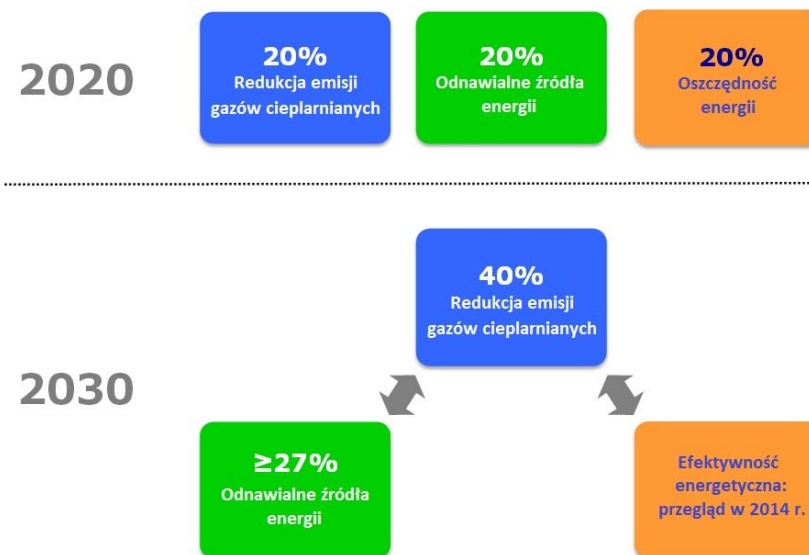 2020
20%
Redukcja emisji
gazów cieplarnianych
20%
Odnawialne źródła
energii
20%
Oszczędność
energii
2030
40%
Redukcja emisji
gazów cieplarnianych
≥27%
Odnawialne źródła
energii
Efektywność
energetyczna:
przegląd w 2014 r.